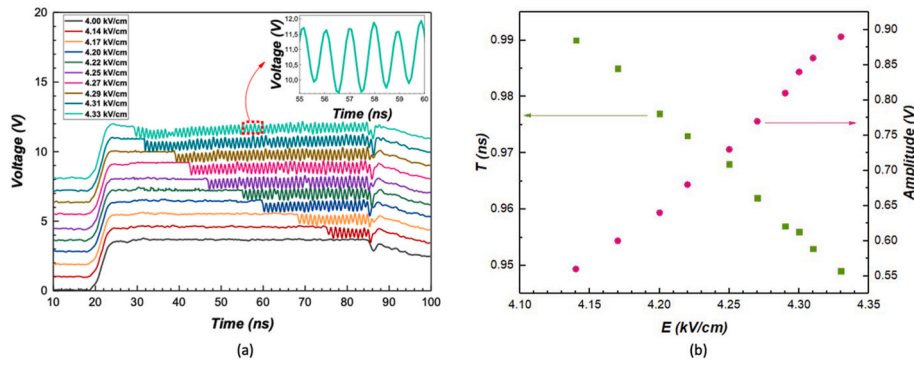 20
15
10
5
0
Voltage (V)
4.00 kV/cm
4.14 kV/cm
4.17 kV/cm
4.20 kV/cm
4.22 kV/cm
4.25 kV/cm
4.27 kV/cm
4.29 kV/cm
4.31 kV/cm
4.33 kV/cm
12,0
11,5
11,0
10,5
10,0
Voltage (V)
55 56 57 58 59 60
Time (ns)
10 20 30 40 50 60 70 80 90 100
Time (ns)
(a)
0.99
0.98
0.97
0.96
0.95
T (ns)
0.90
0.85
0.80
0.75
0.70
0.65
0.60
0.55
Amplitude (V)
4.10 4.15 4.20 4.25 4.30 4.35
E (kV/cm)
(b)